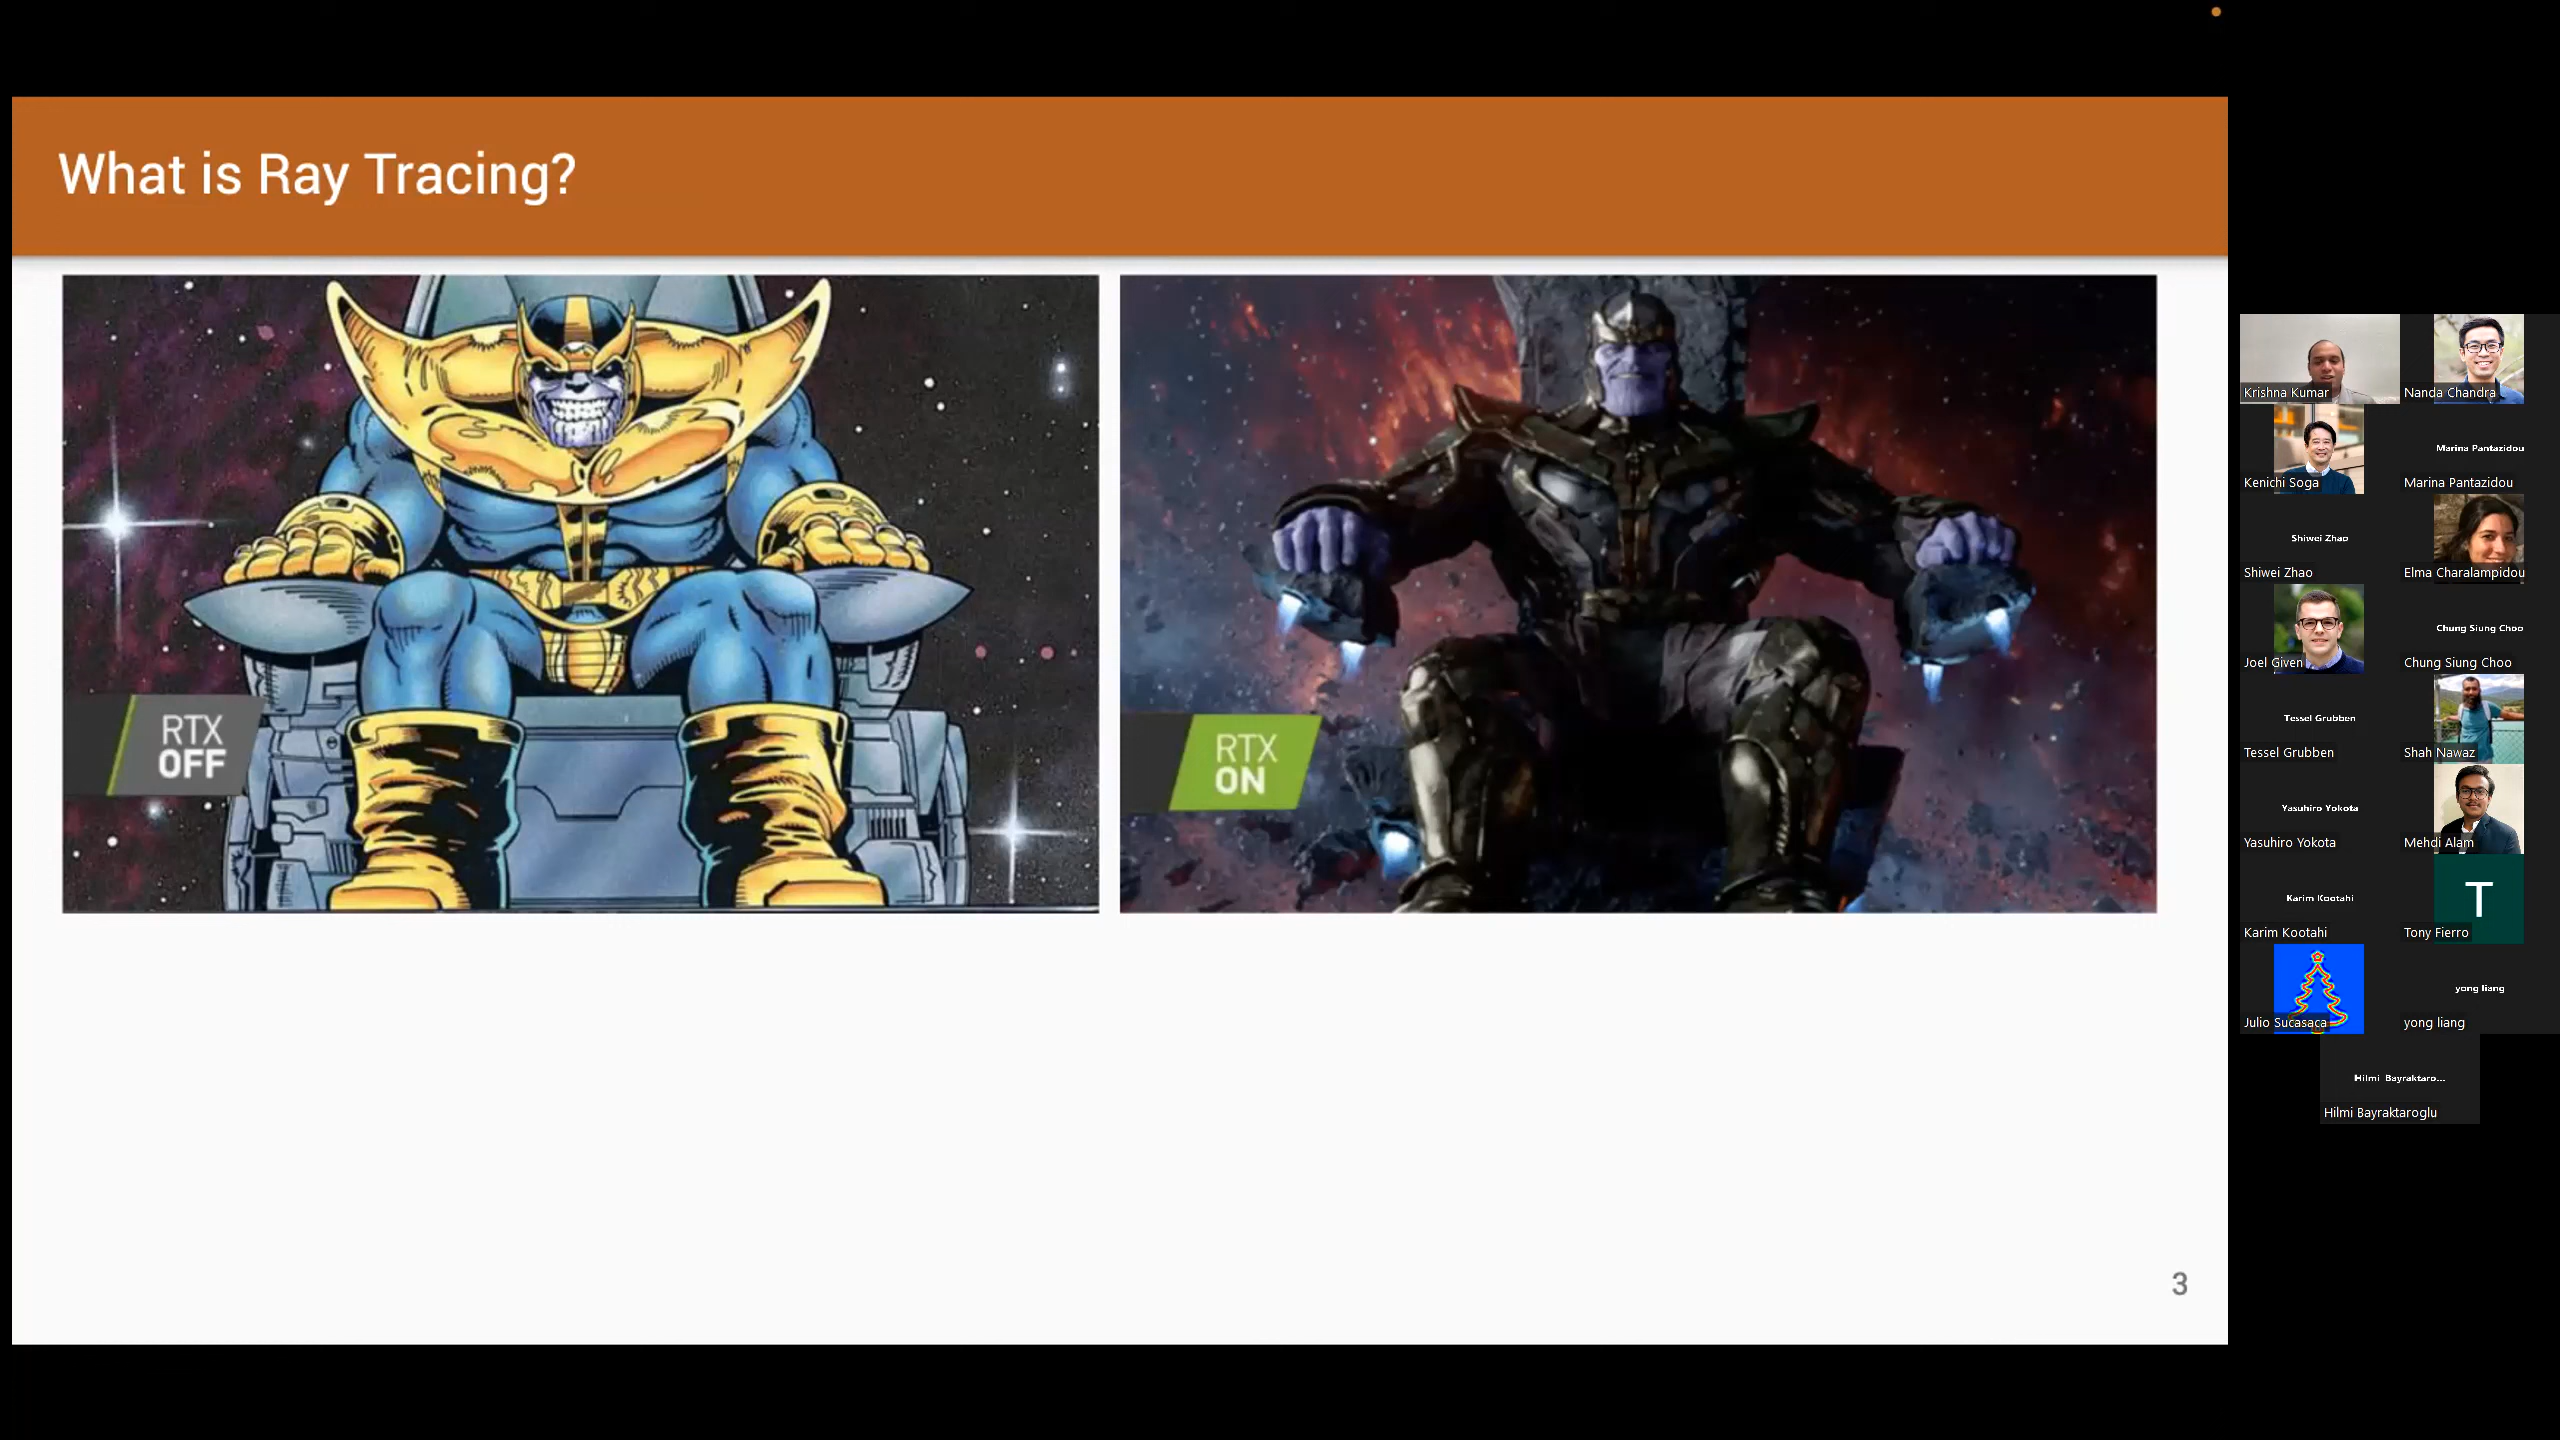 What is Ray Tracing?
RTX
OFF
RTX
ON
3
Krishna Kumar
Nanda Chandra
Kenichi Soga
Marina Pantazidou
Marina Pantazidou
Shiwei Zhao
Shiwei Zhao
Elma Charalampidou
Joel Given
Chung Siung Choo
Chung Siung Choo
Tessel Grubben
Tessel Grubben
Shah Nawaz
Yasuhiro Yokota
Yasuhiro Yokota
Mehdi Alam
Karim Kootahi
Karim Kootahi
T
Tony Fierro
Julio Sucasaca
yong liang
yong liang
Hilmi Bayraktaro...
Hilmi Bayraktaroglu